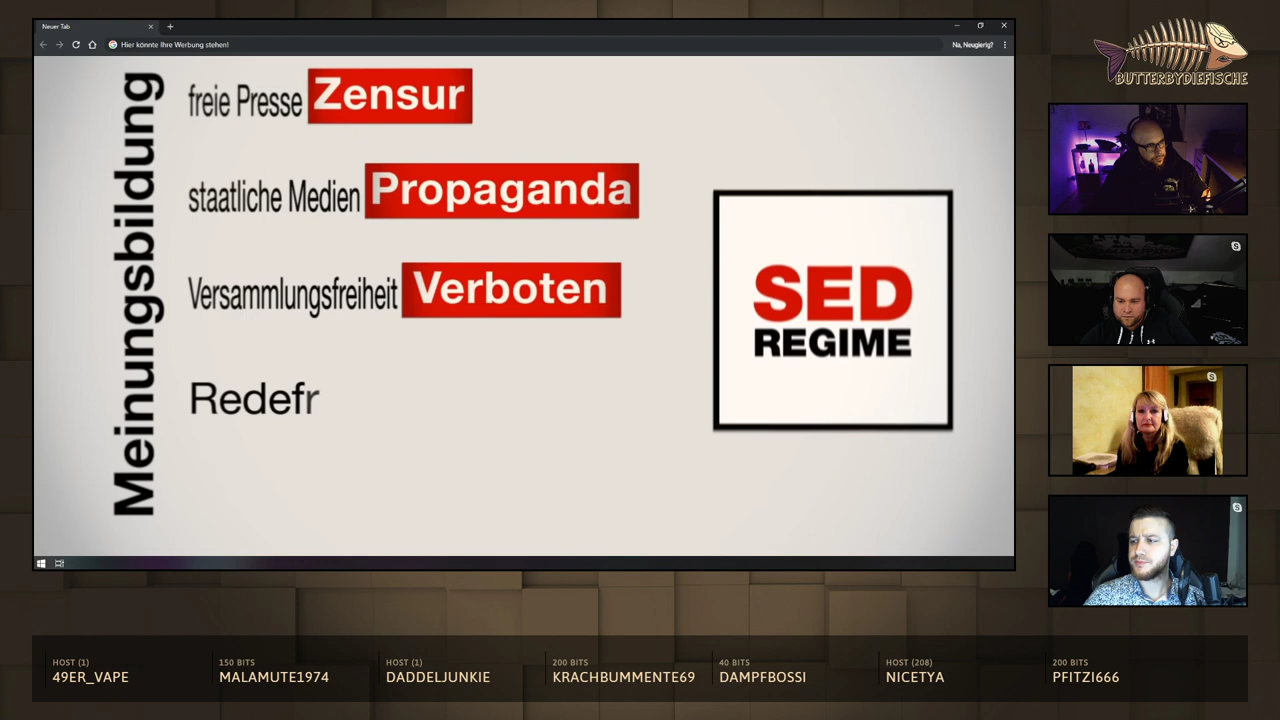 Neuer Tab
Hier könnte Ihre Werbung stehen!
Na, Neugierig?
Meinungsbildung
freie Presse Zensur
staatliche Medien Propaganda
Versammlungsfreiheit Verboten
Redefr
SED
REGIME
BUTTERBYDIEFISCHE
HOST (1)
49ER_VAPE
150 BITS
MALAMUTE1974
HOST (1)
DADDELJUNKIE
200 BITS
KRACHBUMMENTE69
40 BITS
DAMPFBOSSI
HOST (208)
NICETYA
200 BITS
PFITZI666